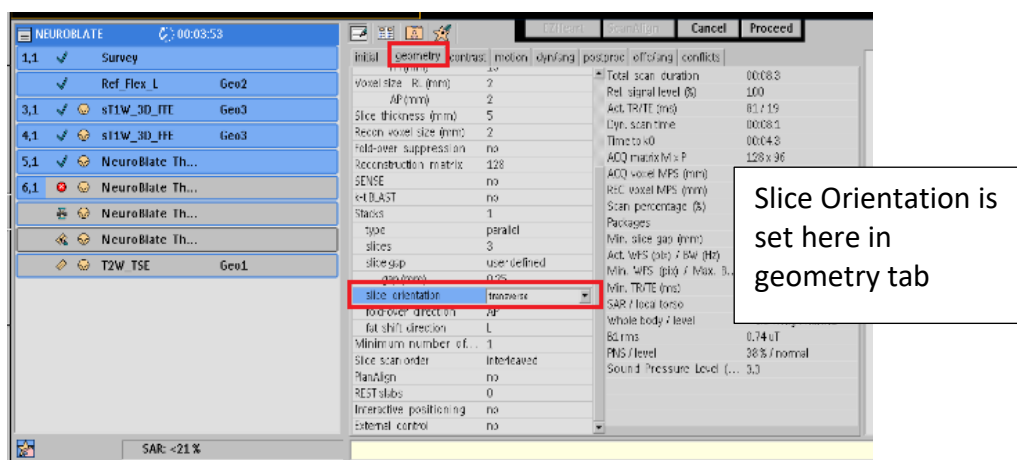 NEUROBLATE 00:03:53
1,1 Survey
Ref_Flex_L Geo2
3,1 sT1W_3D_FFE Geo3
4,1 sT1W_3D_FFE Geo3
5,1 NeuroBlate Th...
6,1 NeuroBlate Th...
NeuroBlate Th...
NeuroBlate Th...
T2W_TSE Geo1
SAR: <21%
Cancel Proceed
initial geometry contrast motion dyn/ang postproc offc/ang conflicts
Voxel size RL (mm) 2
AP (mm) 2
Slice thickness (mm) 5
Recon voxel size (mm) 2
Fold-over suppression no
Reconstruction matrix 128
SENSE no
k-t BLAST no
Stacks 1
type parallel
slices 3
slice gap user defined
gap (mm) 0.25
slice orientation transverse
fold-over direction AP
fat shift direction L
Minimum number of... 1
Slice scan order interleaved
PlanAlign no
REST slabs 0
Interactive positioning no
External control no
Total scan duration 00:08.3
Rel. signal level (%) 100
Act. TR/TE (ms) 81 / 19
Dyn. scan time 00:08.1
Time to k0 00:04.3
ACQ matrix M x P 128 x 96
ACQ voxel MPS (mm)
REC voxel MPS (mm)
Scan percentage (%)
Packages
Min. slice gap (mm)
Act. WFS (pix) / BW (Hz)
Min. WFS (pix) / Max. B...
Min. TR/TE (ms)
SAR / local torso
Whole body / level
B1 rms 0.74 uT
PNS / level 38 % / normal
Sound Pressure Level (... 3.3
Slice Orientation is
set here in
geometry tab